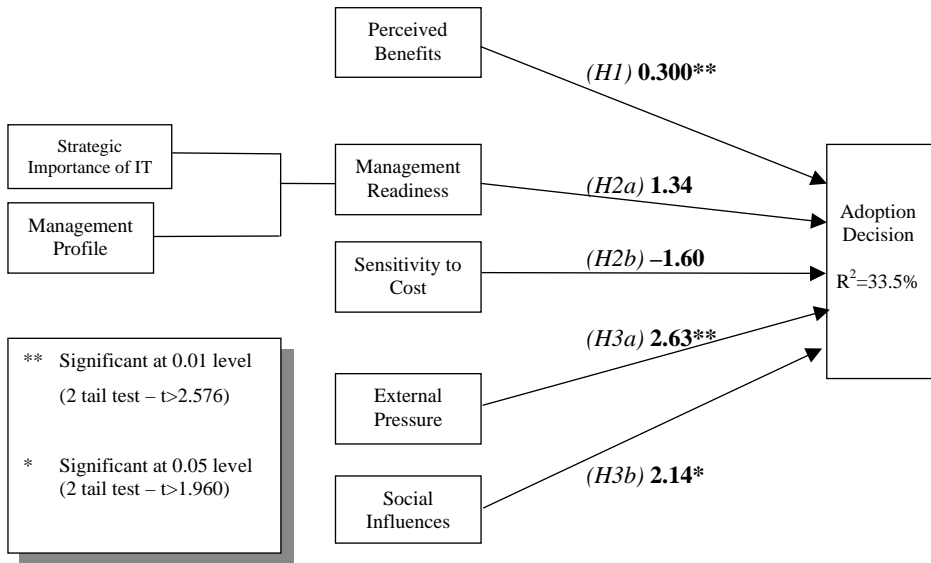 Perceived
Benefits
(H1) 0.300**
Strategic
Importance of IT
Management
Readiness
(H2a) 1.34
Management
Profile
Sensitivity to
Cost
(H2b) –1.60
Adoption
Decision
R²=33.5%
** Significant at 0.01 level
(2 tail test – t>2.576)
* Significant at 0.05 level
(2 tail test – t>1.960)
External
Pressure
(H3a) 2.63**
Social
Influences
(H3b) 2.14*